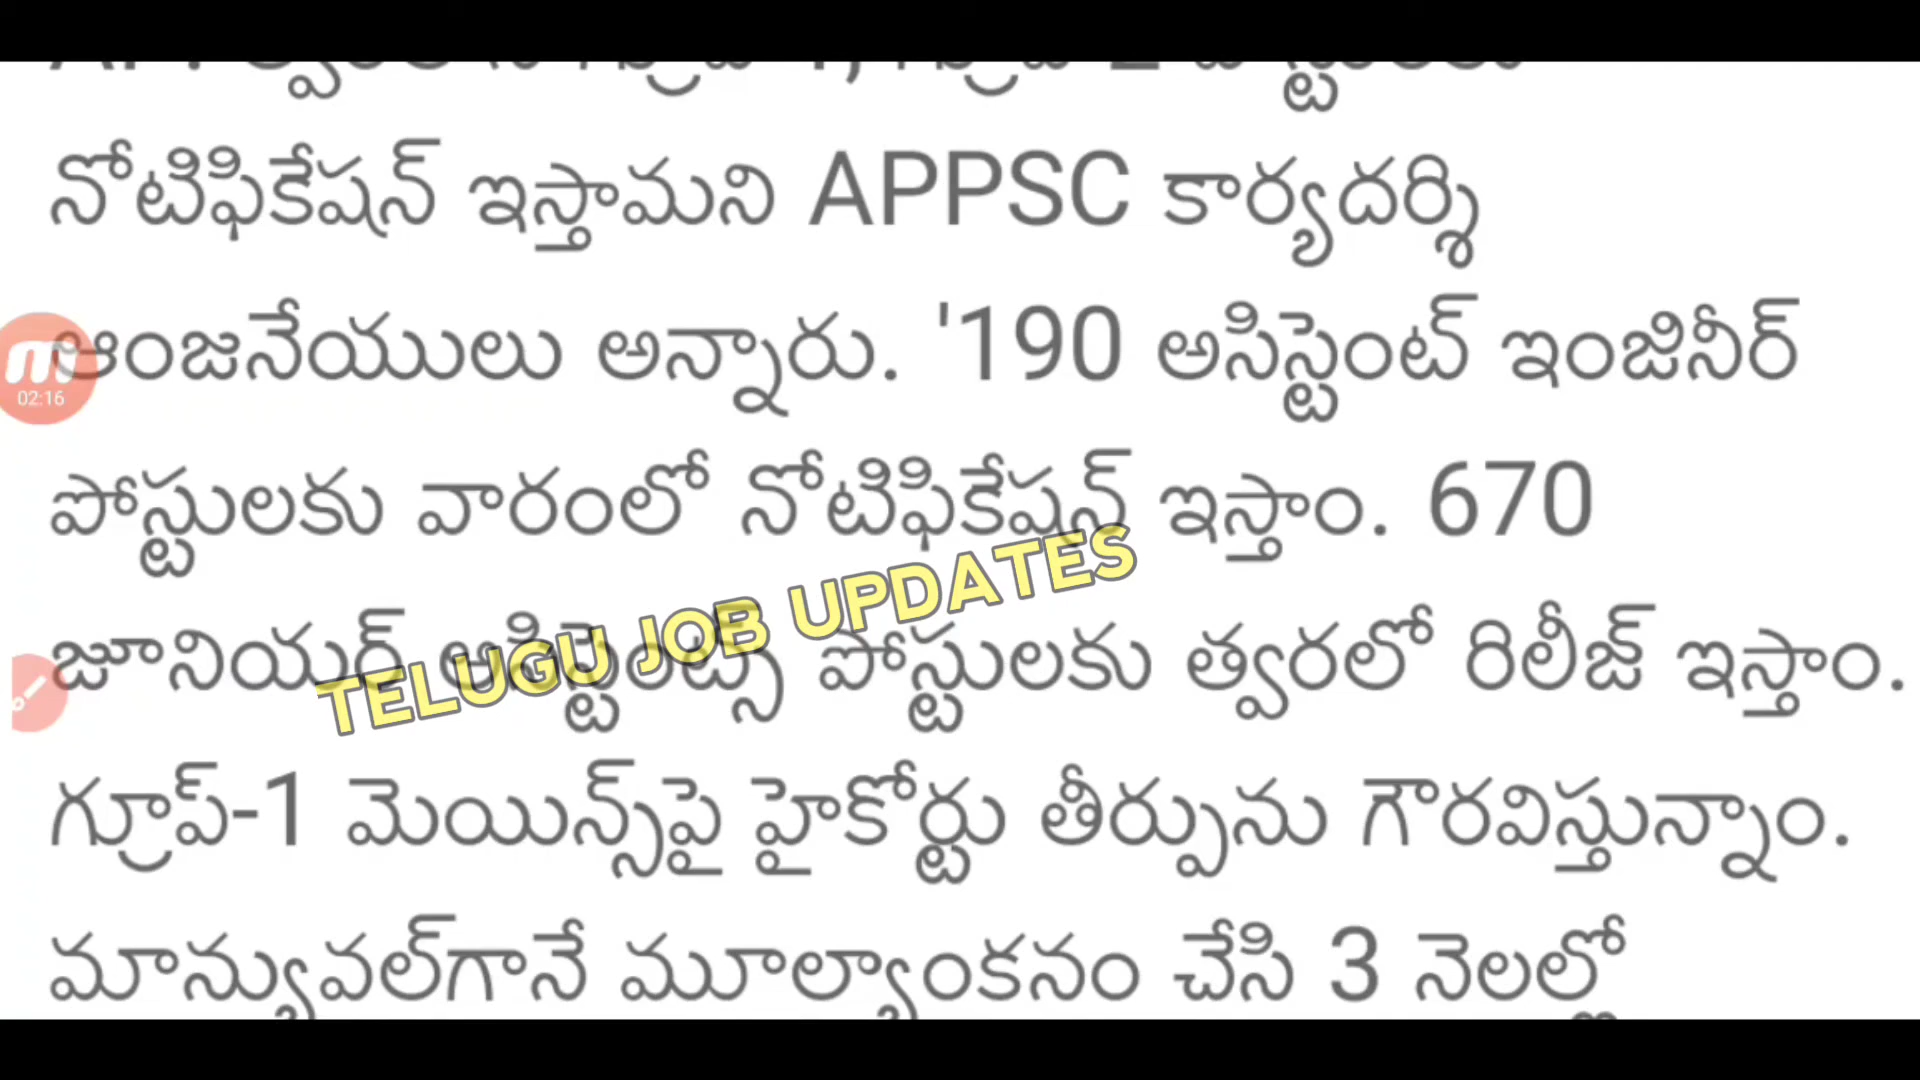 నోటిఫికేషన్ ఇస్తామని APPSC కార్యదర్శి
ఆంజనేయులు అన్నారు. '190 అసిస్టెంట్ ఇంజినీర్
02:16
పోస్టులకు వారంలో నోటిఫికేషన్ ఇస్తాం. 670
TELUGU JOB UPDATES
జూనియర్ అసిస్టెంట్స్ పోస్టులకు త్వరలో రిలీజ్ ఇస్తాం.
గ్రూప్-1 మెయిన్స్‌పై హైకోర్టు తీర్పును గౌరవిస్తున్నాం.
మాన్యువల్‌గానే మూల్యాంకనం చేసి 3 నెలల్లో